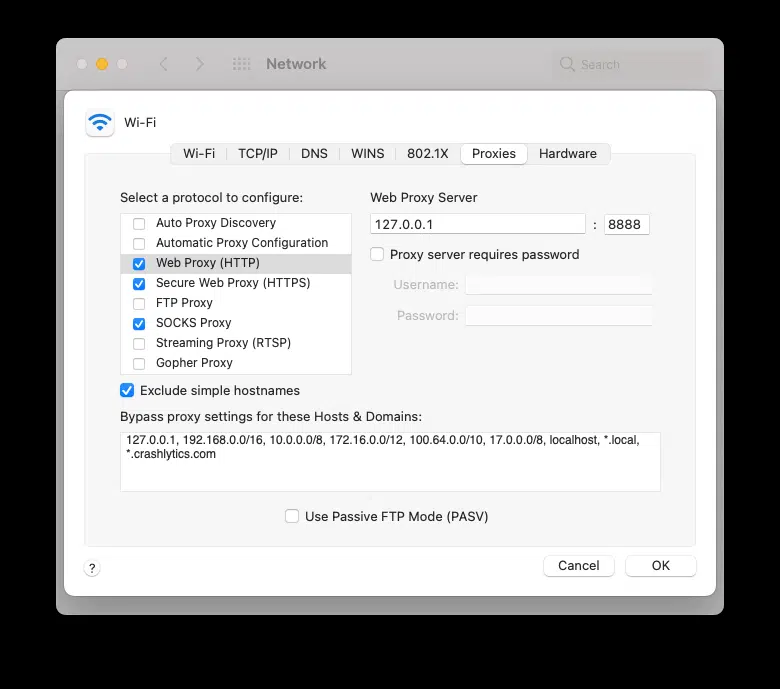 Network
Search
Wi-Fi
Wi-Fi TCP/IP DNS WINS 802.1X Proxies Hardware
Select a protocol to configure:
Auto Proxy Discovery
Automatic Proxy Configuration
Web Proxy (HTTP)
Secure Web Proxy (HTTPS)
FTP Proxy
SOCKS Proxy
Streaming Proxy (RTSP)
Gopher Proxy
Web Proxy Server
127.0.0.1 : 8888
Proxy server requires password
Username:
Password:
Exclude simple hostnames
Bypass proxy settings for these Hosts & Domains:
127.0.0.1, 192.168.0.0/16, 10.0.0.0/8, 172.16.0.0/12, 100.64.0.0/10, 17.0.0.0/8, localhost, *.local,
*.crashlytics.com
Use Passive FTP Mode (PASV)
?
Cancel
OK